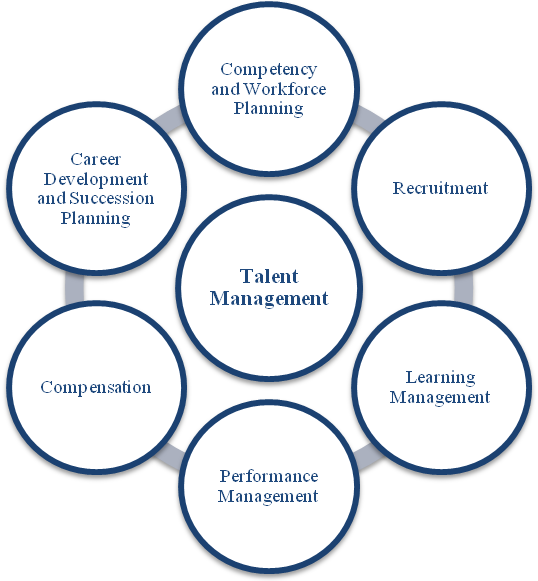 Competency
and Workforce
Planning
Recruitment
Learning
Management
Performance
Management
Compensation
Career
Development
and Succession
Planning
Talent
Management